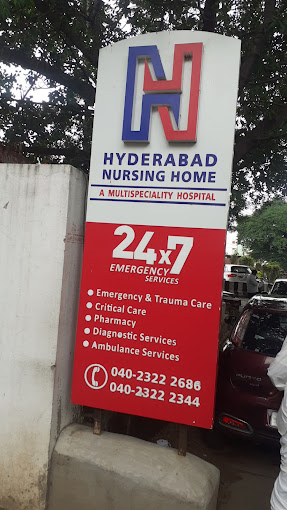 HYDERABAD
NURSING HOME
A MULTISPECIALITY HOSPITAL
24x7
EMERGENCY
SERVICES
• Emergency & Trauma Care
• Critical Care
• Pharmacy
• Diagnostic Services
• Ambulance Services
040-2322 2686
040-2322 2344